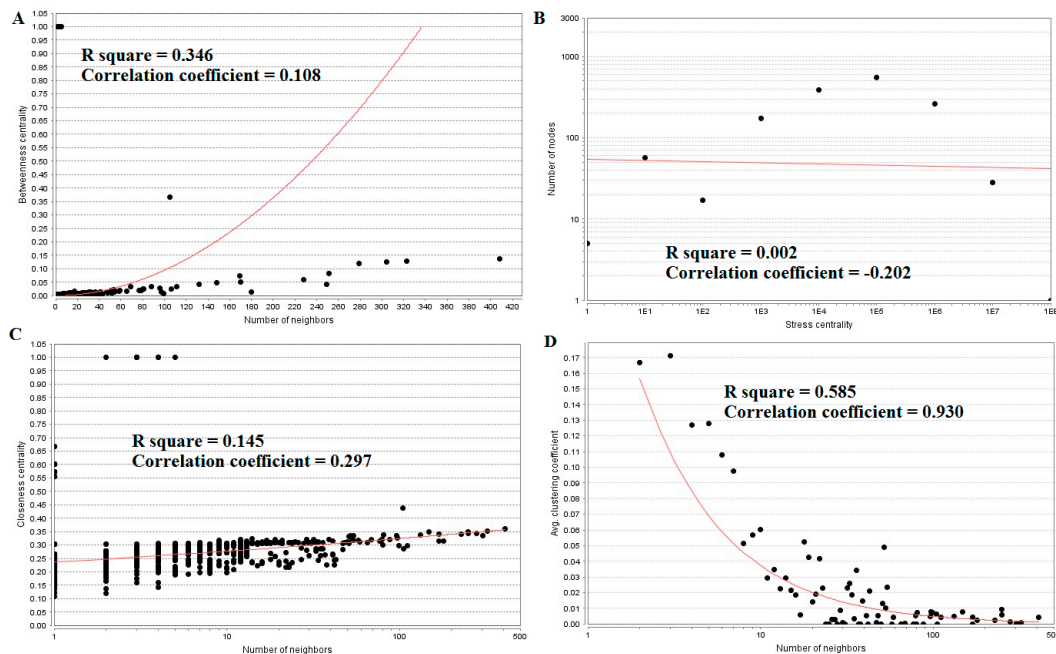 A
1.05
1.00
0.95
0.90
0.85
0.80
0.75
0.70
0.65
0.60
0.55
0.50
0.45
0.40
0.35
0.30
0.25
0.20
0.15
0.10
0.05
0.00
Betweenness centrality
R square = 0.346
Correlation coefficient = 0.108
0 20 40 60 80 100 120 140 160 180 200 220 240 260 280 300 320 340 360 380 400 420
Number of neighbors
B
3000
1000
100
10
1
Number of nodes
R square = 0.002
Correlation coefficient = -0.202
1 1E1 1E2 1E3 1E4 1E5 1E6 1E7 1E8
Stress centrality
C
1.05
1.00
0.95
0.90
0.85
0.80
0.75
0.70
0.65
0.60
0.55
0.50
0.45
0.40
0.35
0.30
0.25
0.20
0.15
0.10
0.05
0.00
Closeness centrality
R square = 0.145
Correlation coefficient = 0.297
1 10 100 500
Number of neighbors
D
0.17
0.16
0.15
0.14
0.13
0.12
0.11
0.10
0.09
0.08
0.07
0.06
0.05
0.04
0.03
0.02
0.01
0.00
Avg. clustering coefficient
R square = 0.585
Correlation coefficient = 0.930
1 10 100 50
Number of neighbors